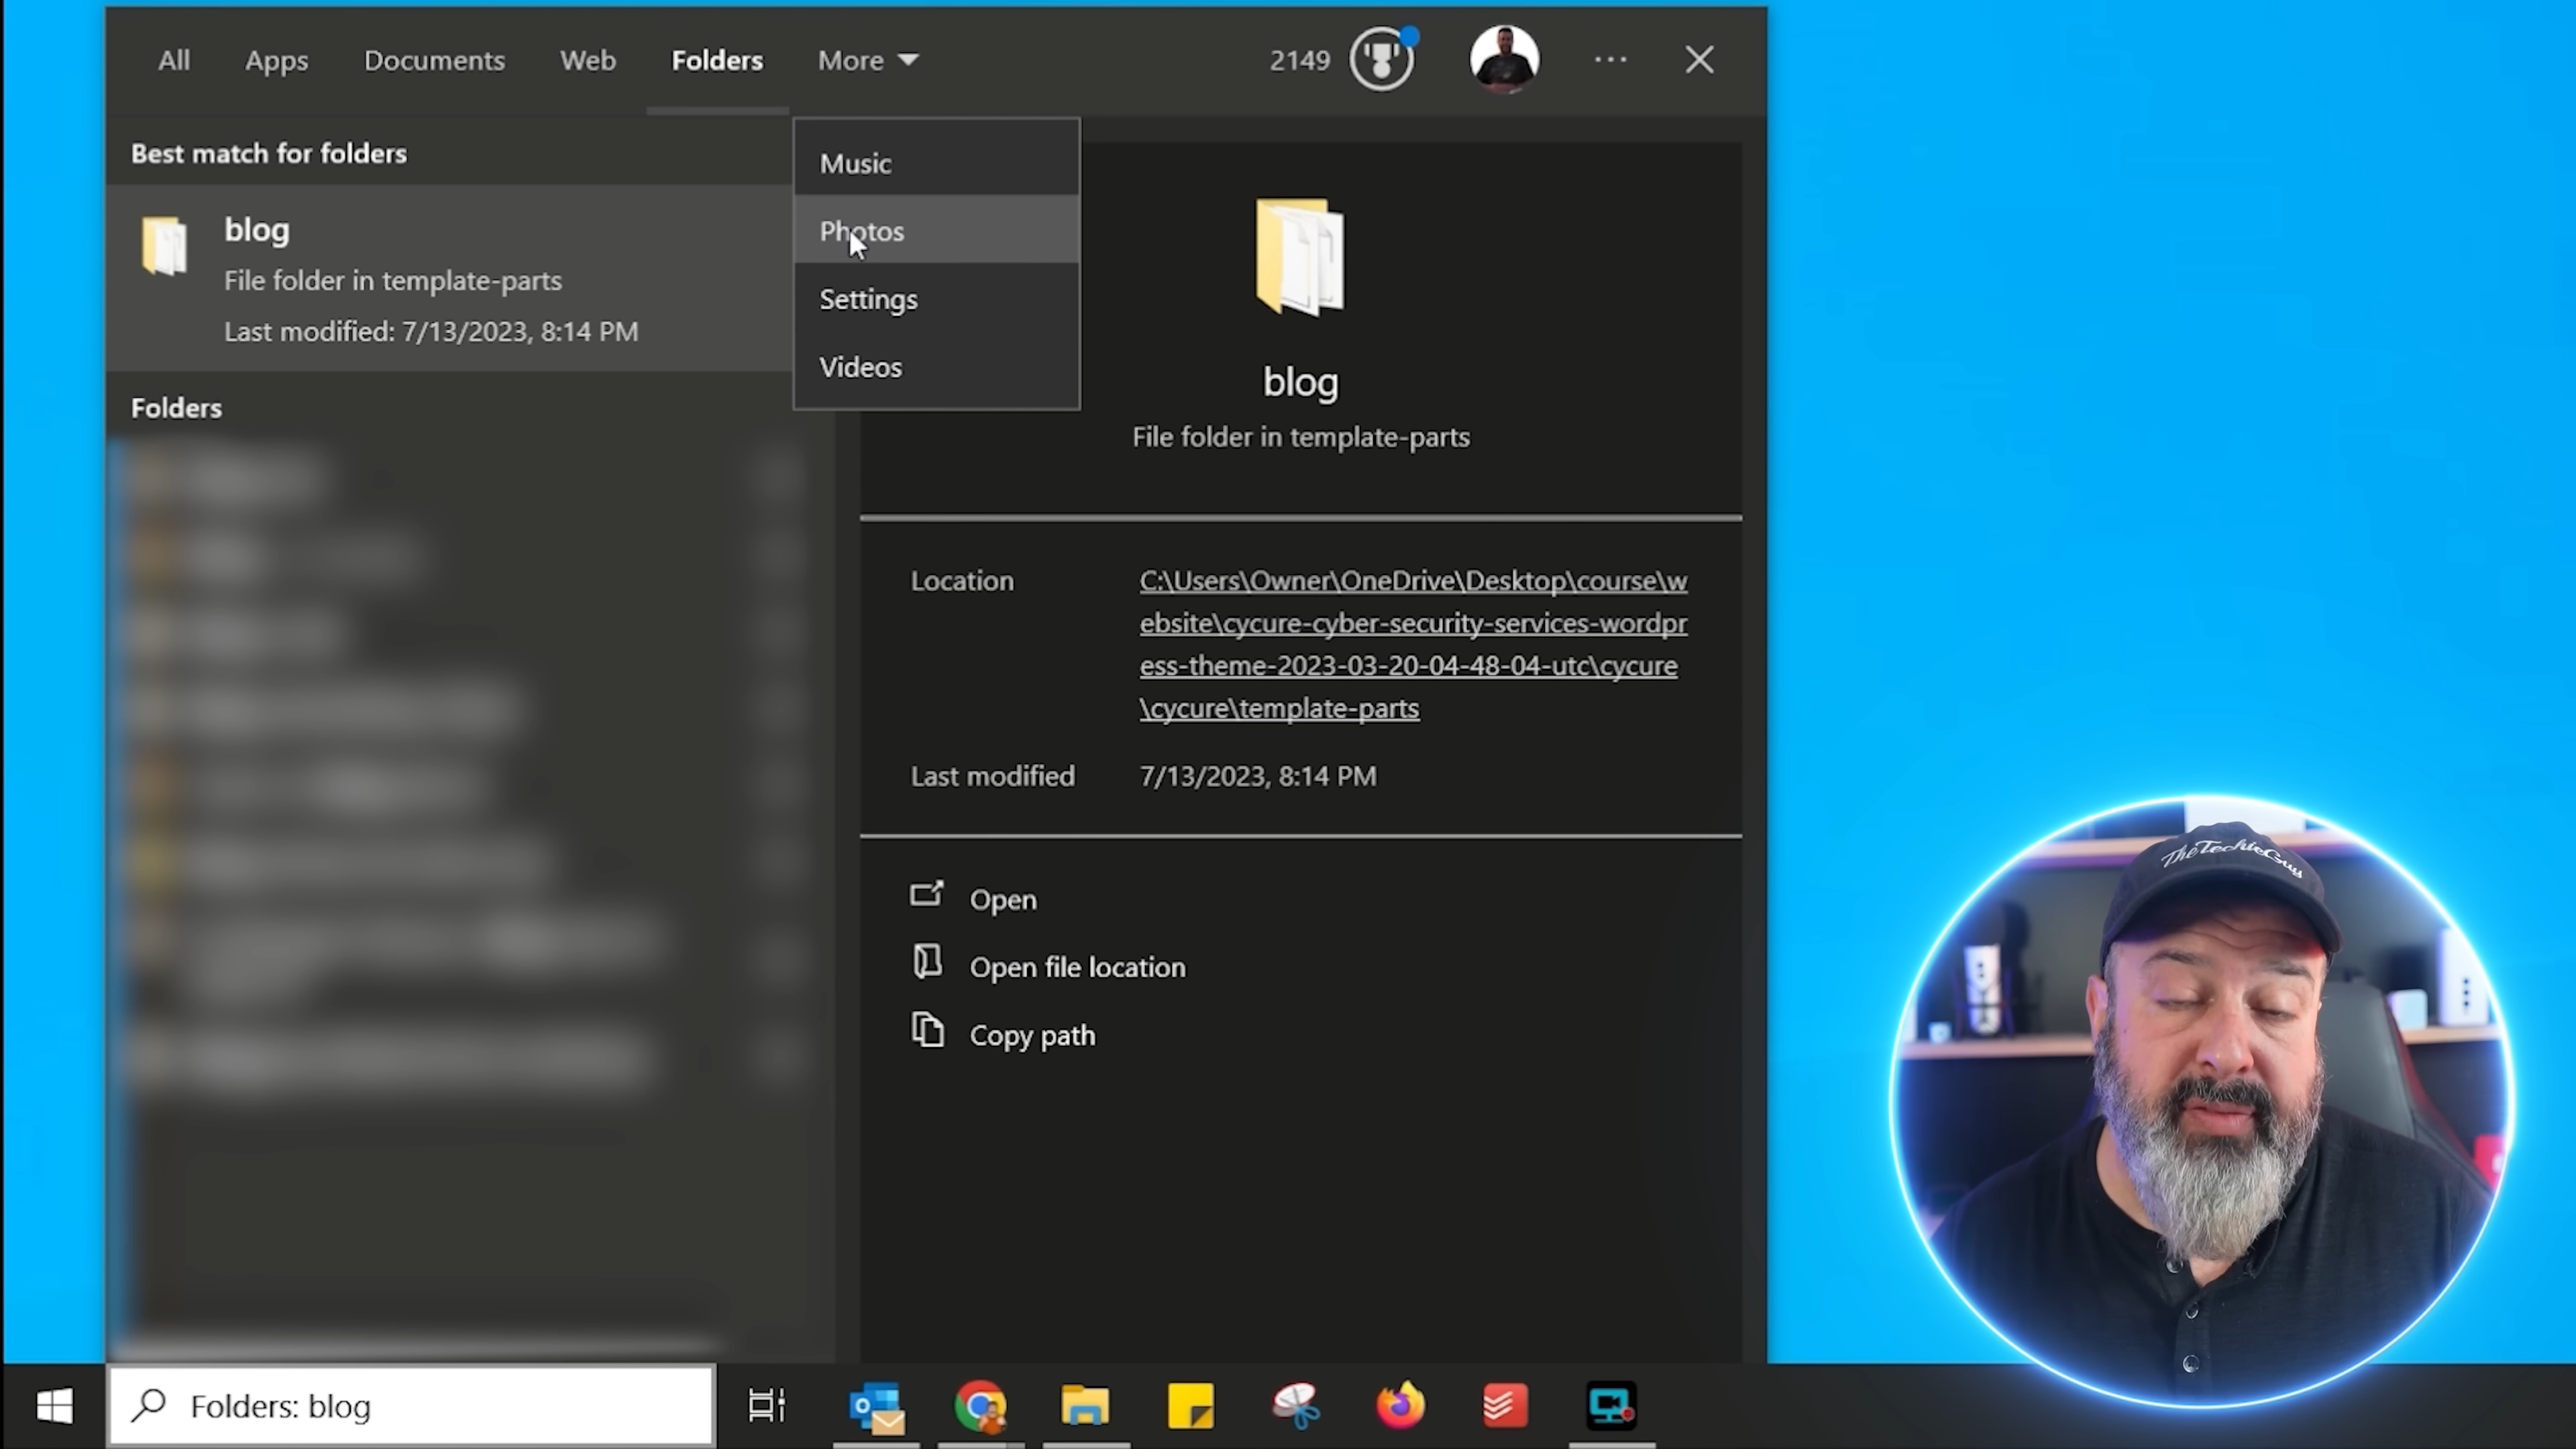 All Apps Documents Web Folders More 2149
Best match for folders
blog
File folder in template-parts
Last modified: 7/13/2023, 8:14 PM
Folders
Music
Photos
Settings
Videos
blog
File folder in template-parts
Location
C:\Users\Owner\OneDrive\Desktop\course\w
ebsite\cycure-cyber-security-services-wordpr
ess-theme-2023-03-20-04-48-04-utc\cycure
\cycure\template-parts
Last modified 7/13/2023, 8:14 PM
Open
Open file location
Copy path
TheTechieGuy
Folders: blog